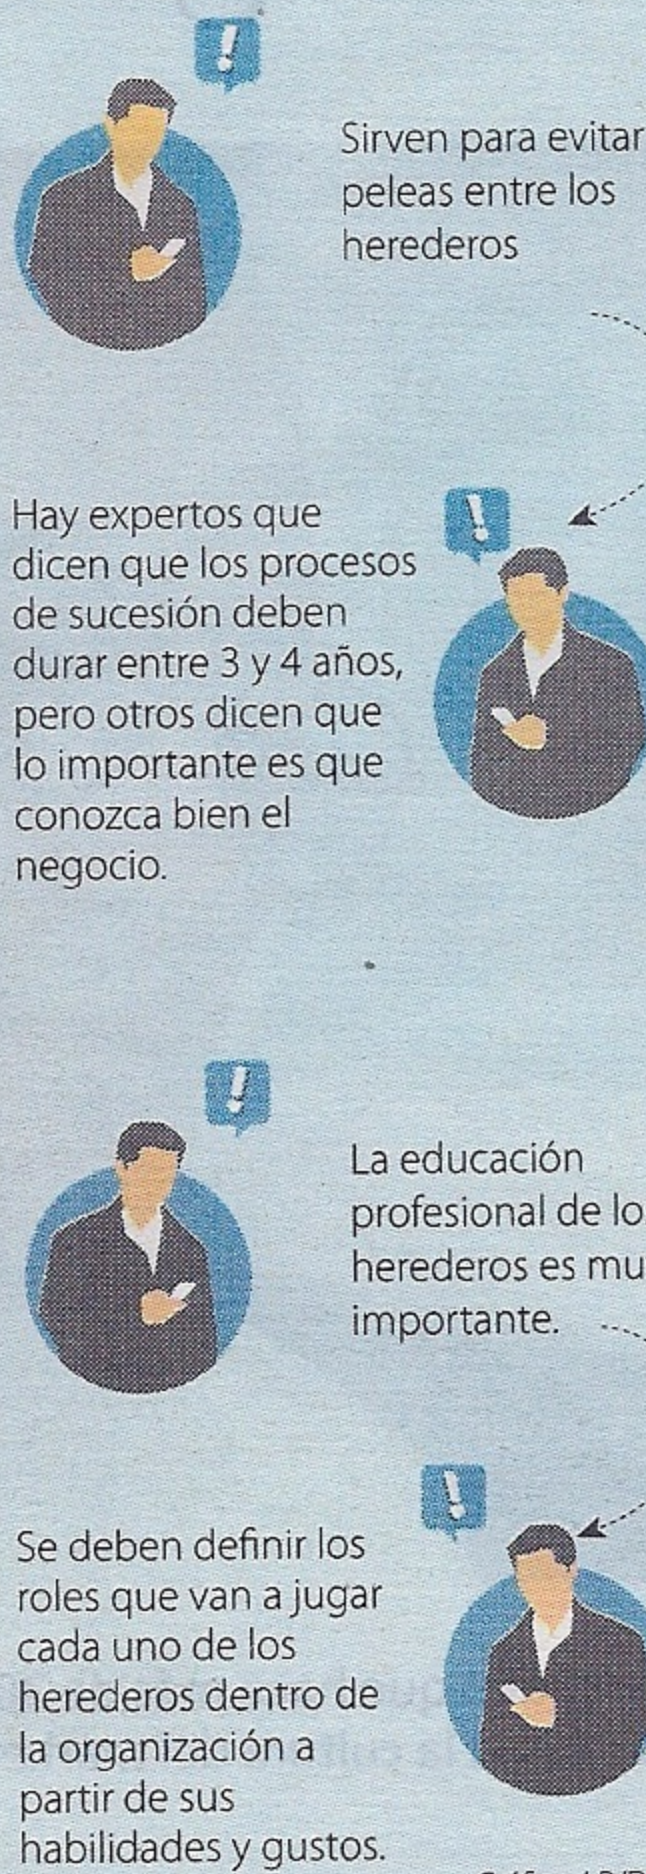 Sirven para evitar
peleas entre los
herederos
Hay expertos que
dicen que los procesos
de sucesión deben
durar entre 3 y 4 años,
pero otros dicen que
lo importante es que
conozca bien el
negocio.
La educación
profesional de lo
herederos es mu
importante.
Se deben definir los
roles que van a jugar
cada uno de los
herederos dentro de
la organización a
partir de sus
habilidades y gustos.